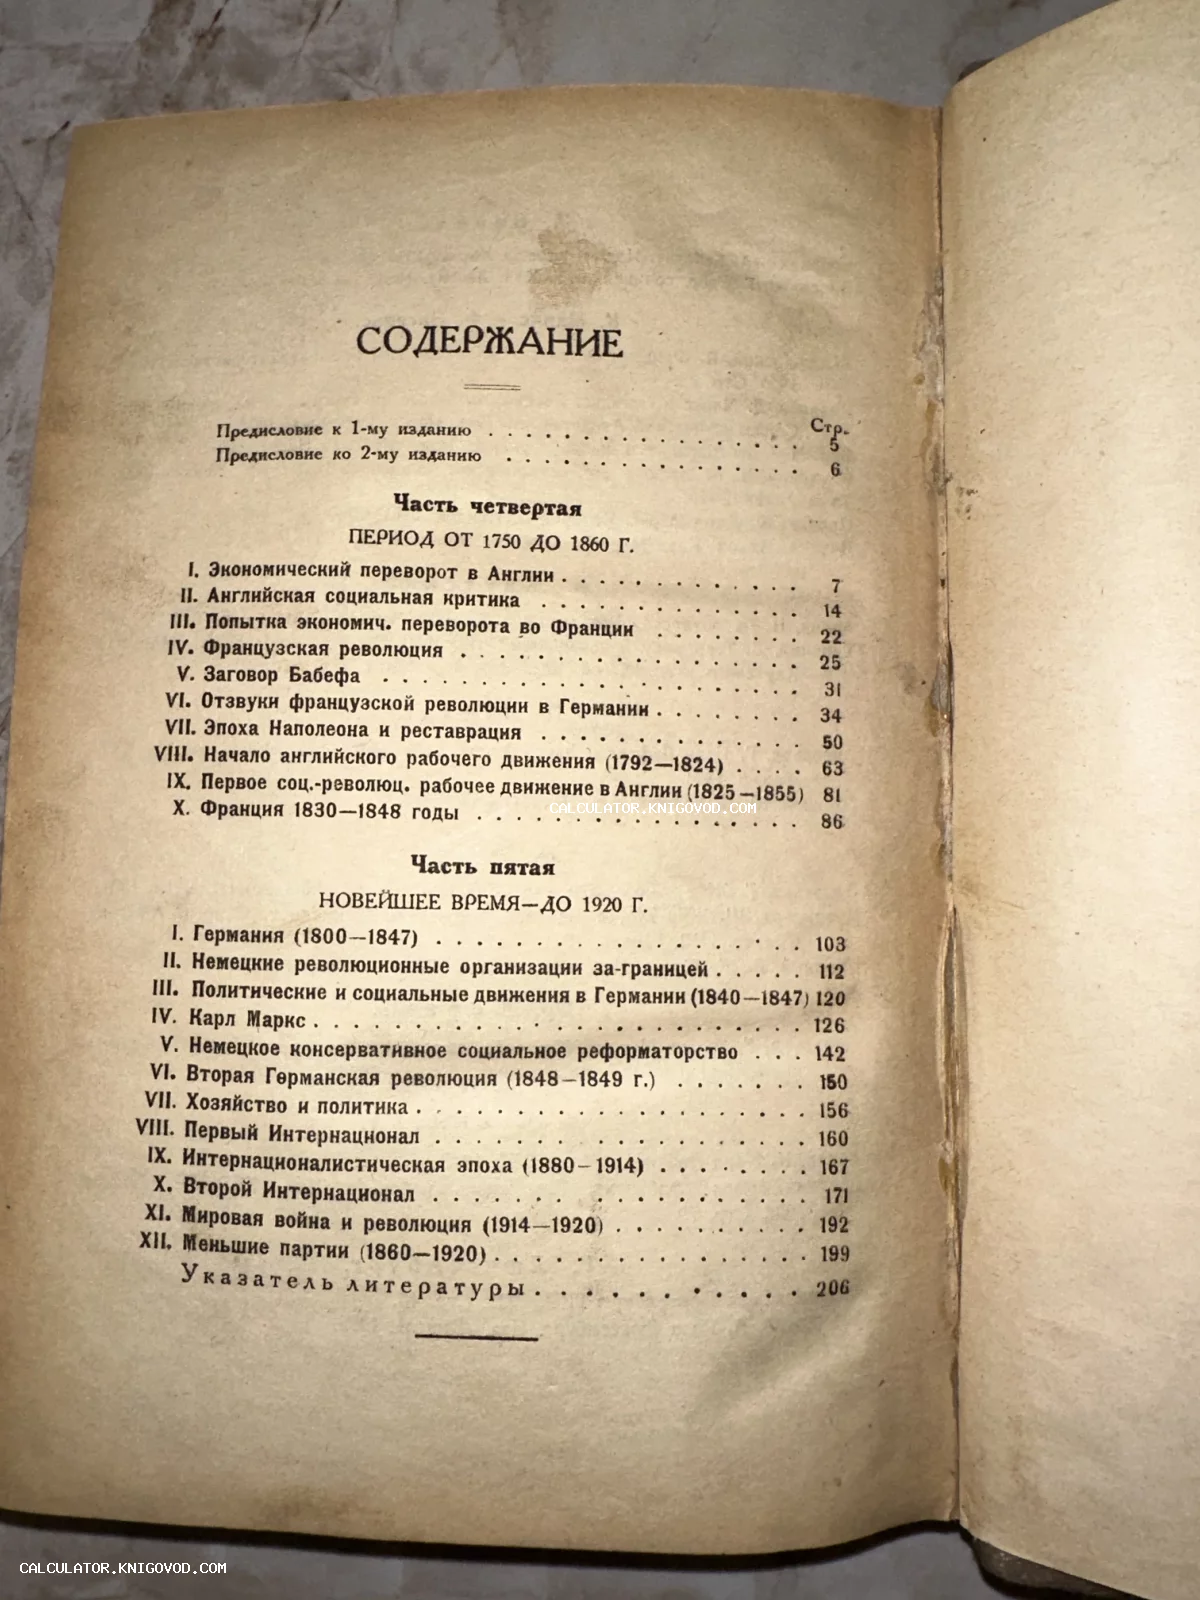 СОДЕРЖАНИЕ
Стр.
Предисловие к 1-му изданию . . . . . . . . . . . . . . . . 5
Предисловие ко 2-му изданию . . . . . . . . . . . . . . . 6
Часть четвертая
ПЕРИОД ОТ 1750 ДО 1860 Г.
I. Экономический переворот в Англии . . . . . . . . . . . 7
II. Английская социальная критика . . . . . . . . . . . . 14
III. Попытка экономич. переворота во Франции . . . . . . . 22
IV. Французская революция . . . . . . . . . . . . . . . . 25
V. Заговор Бабефа . . . . . . . . . . . . . . . . . . . 31
VI. Отзвуки французской революции в Германии . . . . . . . 34
VII. Эпоха Наполеона и реставрация . . . . . . . . . . . . 50
VIII. Начало английского рабочего движения (1792—1824) . . . . 63
IX. Первое соц.-революц. рабочее движение в Англии (1825—1855) 81
X. Франция 1830—1848 годы . . . . . . . . . . . . . . . 86
CALCULATOR.KNIGOVOD.COM
Часть пятая
НОВЕЙШЕЕ ВРЕМЯ—ДО 1920 Г.
I. Германия (1800—1847) . . . . . . . . . . . . . . . . 103
II. Немецкие революционные организации за-границей . . . . . 112
III. Политические и социальные движения в Германии (1840—1847) 120
IV. Карл Маркс . . . . . . . . . . . . . . . . . . . . . 126
V. Немецкое консервативное социальное реформаторство . . . 142
VI. Вторая Германская революция (1848—1849 г.) . . . . . . . 150
VII. Хозяйство и политика . . . . . . . . . . . . . . . . . 156
VIII. Первый Интернационал . . . . . . . . . . . . . . . . 160
IX. Интернационалистическая эпоха (1880—1914) . . . . . . . . 167
X. Второй Интернационал . . . . . . . . . . . . . . . . 171
XI. Мировая война и революция (1914—1920) . . . . . . . . . . 192
XII. Меньшие партии (1860—1920) . . . . . . . . . . . . . . 199
Указатель литературы . . . . . . . . . . . 206
CALCULATOR.KNIGOVOD.COM